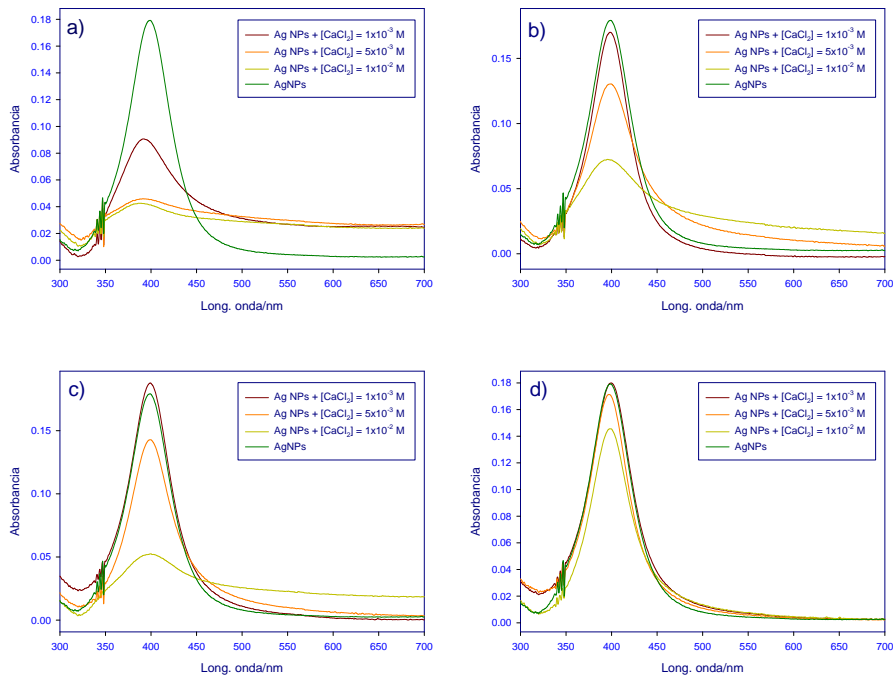 a)
Ag NPs + [CaCl₂] = 1x10⁻³ M
Ag NPs + [CaCl₂] = 5x10⁻³ M
Ag NPs + [CaCl₂] = 1x10⁻² M
AgNPs
0.18
0.16
0.14
0.12
0.10
0.08
0.06
0.04
0.02
0.00
Absorbancia
300 350 400 450 500 550 600 650 700
Long. onda/nm
b)
Ag NPs + [CaCl₂] = 1x10⁻³ M
Ag NPs + [CaCl₂] = 5x10⁻³ M
Ag NPs + [CaCl₂] = 1x10⁻² M
AgNPs
0.15
0.10
0.05
0.00
Absorbancia
300 350 400 450 500 550 600 650 700
Long. onda/nm
c)
Ag NPs + [CaCl₂] = 1x10⁻³ M
Ag NPs + [CaCl₂] = 5x10⁻³ M
Ag NPs + [CaCl₂] = 1x10⁻² M
AgNPs
0.15
0.10
0.05
0.00
Absorbancia
300 350 400 450 500 550 600 650 700
Long. onda/nm
d)
Ag NPs + [CaCl₂] = 1x10⁻³ M
Ag NPs + [CaCl₂] = 5x10⁻³ M
Ag NPs + [CaCl₂] = 1x10⁻² M
AgNPs
0.18
0.16
0.14
0.12
0.10
0.08
0.06
0.04
0.02
0.00
Absorbancia
300 350 400 450 500 550 600 650 700
Long. onda/nm